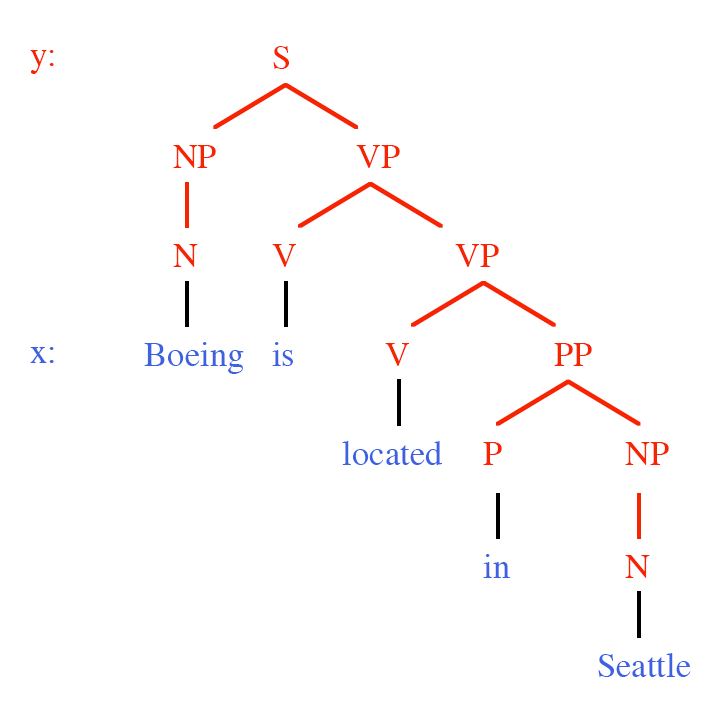 y: S
NP VP
N V VP
x: Boeing is V PP
located P NP
in N
Seattle